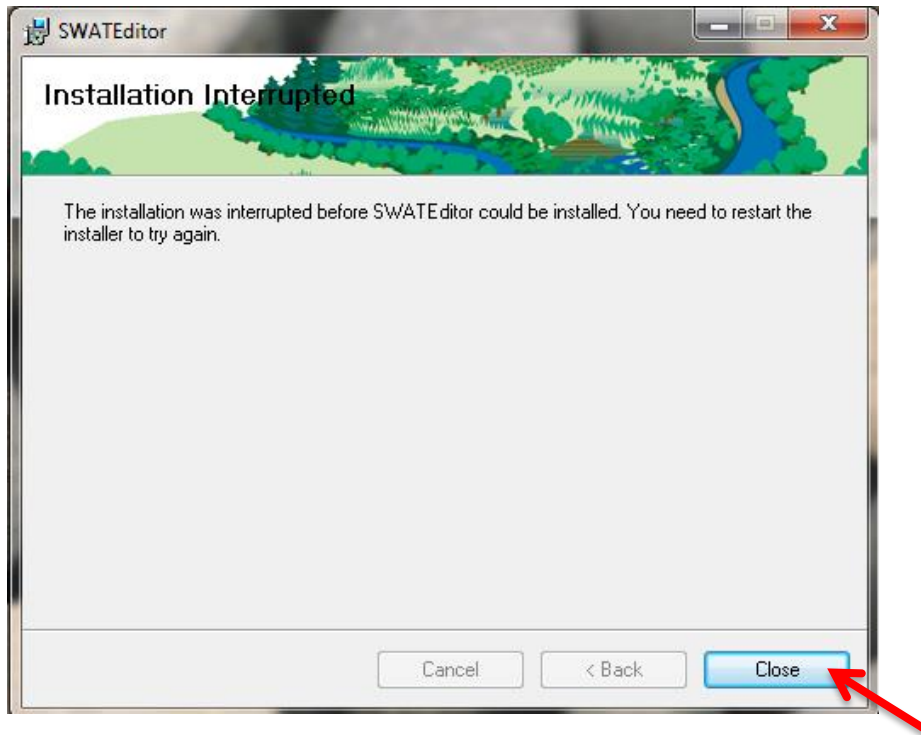 SWATEditor
Installation Interrupted
The installation was interrupted before SWATEditor could be installed. You need to restart the
installer to try again.
Cancel
< Back
Close